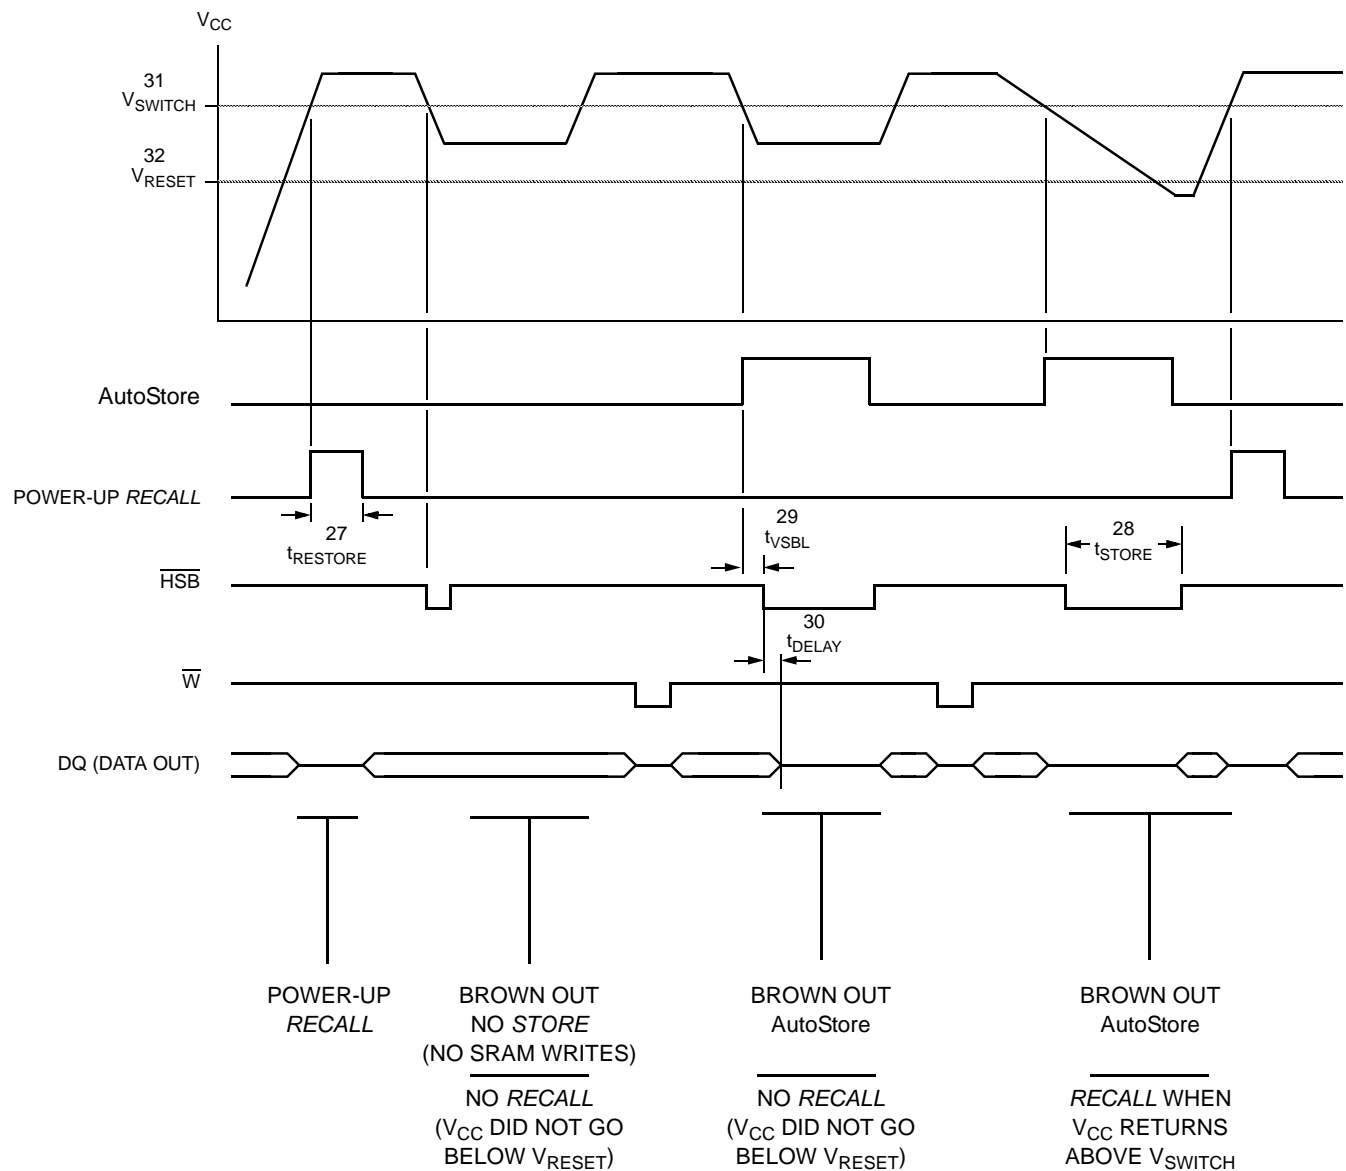 VCC
31
VSWITCH
32
VRESET
AutoStore
POWER-UP RECALL
27
tRESTORE
29
tVSBL
28
tSTORE
HSB
30
tDELAY
W
DQ (DATA OUT)
POWER-UP
RECALL
BROWN OUT
NO STORE
(NO SRAM WRITES)
NO RECALL
(VCC DID NOT GO
BELOW VRESET)
BROWN OUT
AutoStore
NO RECALL
(VCC DID NOT GO
BELOW VRESET)
BROWN OUT
AutoStore
RECALL WHEN
VCC RETURNS
ABOVE VSWITCH